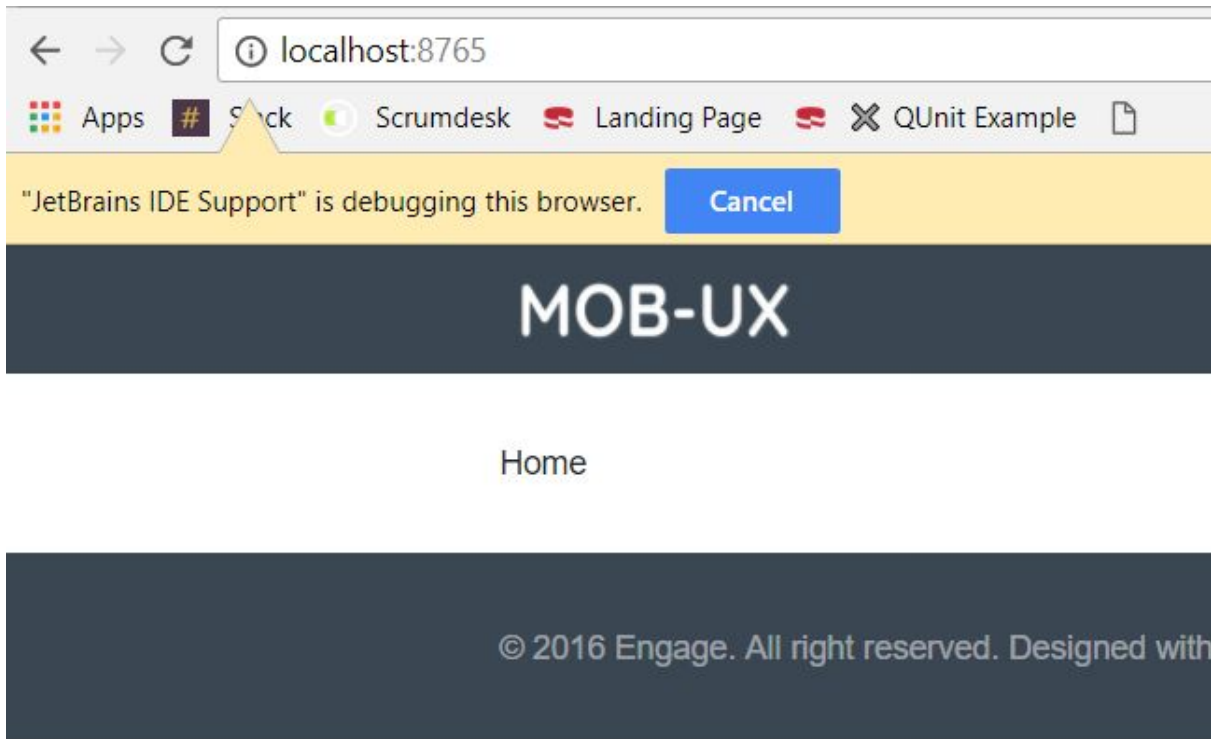 localhost:8765
Apps # Scrumdesk Landing Page QUnit Example
"JetBrains IDE Support" is debugging this browser. Cancel
MOB-UX
Home
© 2016 Engage. All right reserved. Designed with